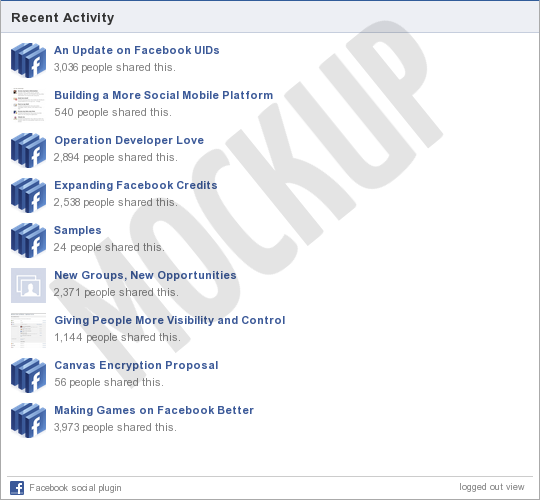 Recent Activity
An Update on Facebook UIDs
3,036 people shared this.
Building a More Social Mobile Platform
540 people shared this.
Operation Developer Love
2,894 people shared this.
Expanding Facebook Credits
2,538 people shared this.
Samples
24 people shared this.
New Groups, New Opportunities
2,371 people shared this.
Giving People More Visibility and Control
1,144 people shared this.
Canvas Encryption Proposal
56 people shared this.
Making Games on Facebook Better
3,973 people shared this.
MOCKUP
Facebook social plugin
logged out view